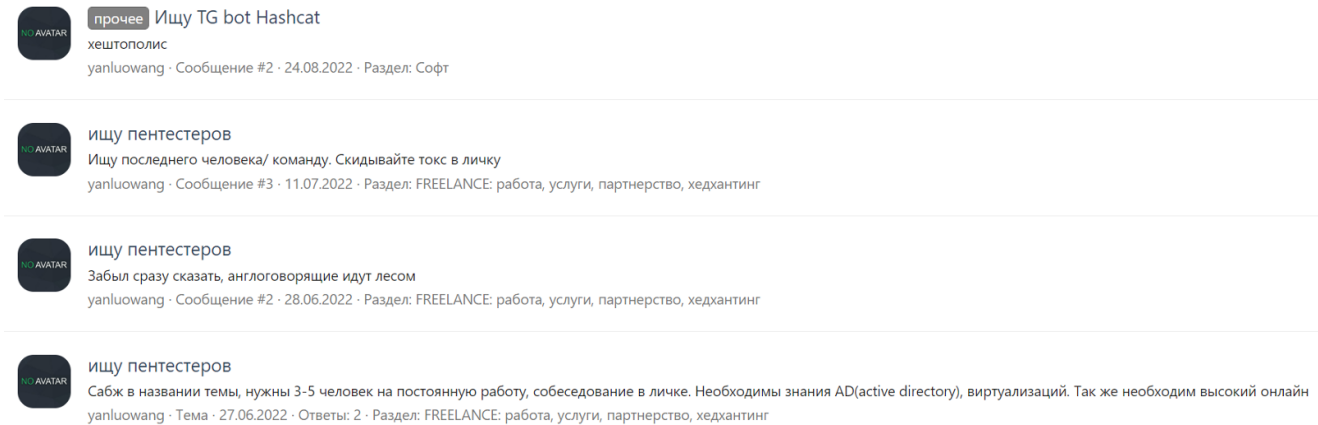 NO AVATAR
прочее Ищу TG bot Hashcat
хештополис
yanluowang · Сообщение #2 · 24.08.2022 · Раздел: Софт
NO AVATAR
ищу пентестеров
Ищу последнего человека/ команду. Скидывайте токс в личку
yanluowang · Сообщение #3 · 11.07.2022 · Раздел: FREELANCE: работа, услуги, партнерство, хедхантинг
NO AVATAR
ищу пентестеров
Забыл сразу сказать, англоговорящие идут лесом
yanluowang · Сообщение #2 · 28.06.2022 · Раздел: FREELANCE: работа, услуги, партнерство, хедхантинг
NO AVATAR
ищу пентестеров
Сабж в названии темы, нужны 3-5 человек на постоянную работу, собеседование в личке. Необходимы знания AD(active directory), виртуализаций. Так же необходим высокий онлайн
yanluowang · Тема · 27.06.2022 · Ответы: 2 · Раздел: FREELANCE: работа, услуги, партнерство, хедхантинг